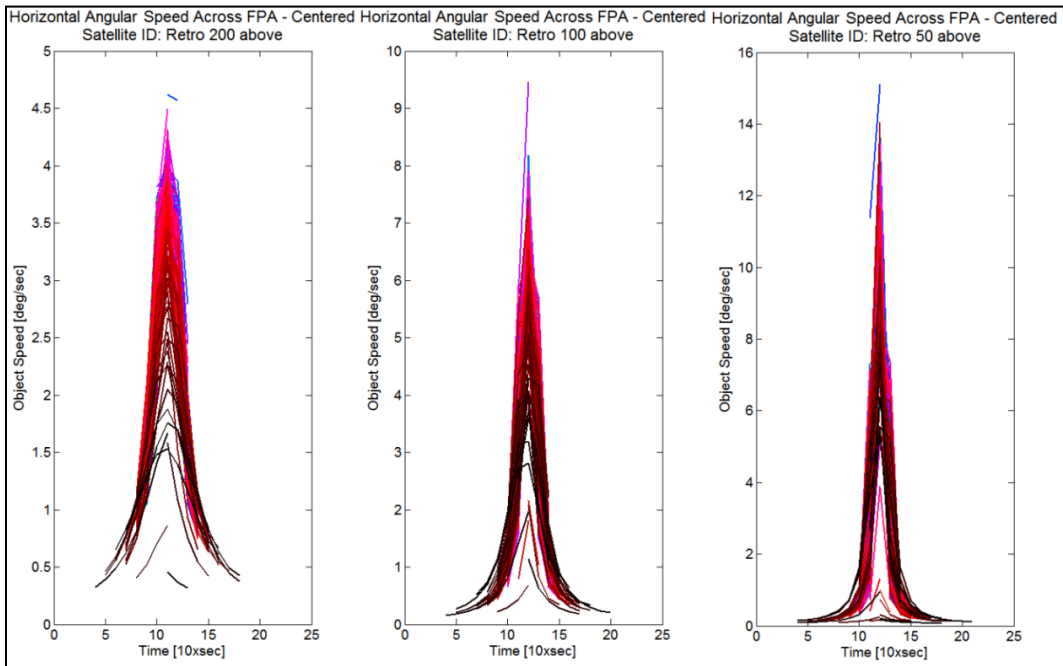 Horizontal Angular Speed Across FPA - Centered
Satellite ID: Retro 200 above
5
4.5
4
3.5
3
2.5
2
1.5
1
0.5
0
Object Speed [deg/sec]
0 5 10 15 20 25
Time [10xsec]
Horizontal Angular Speed Across FPA - Centered
Satellite ID: Retro 100 above
10
9
8
7
6
5
4
3
2
1
0
Object Speed [deg/sec]
0 5 10 15 20 25
Time [10xsec]
Horizontal Angular Speed Across FPA - Centered
Satellite ID: Retro 50 above
16
14
12
10
8
6
4
2
0
Object Speed [deg/sec]
0 5 10 15 20 25
Time [10xsec]